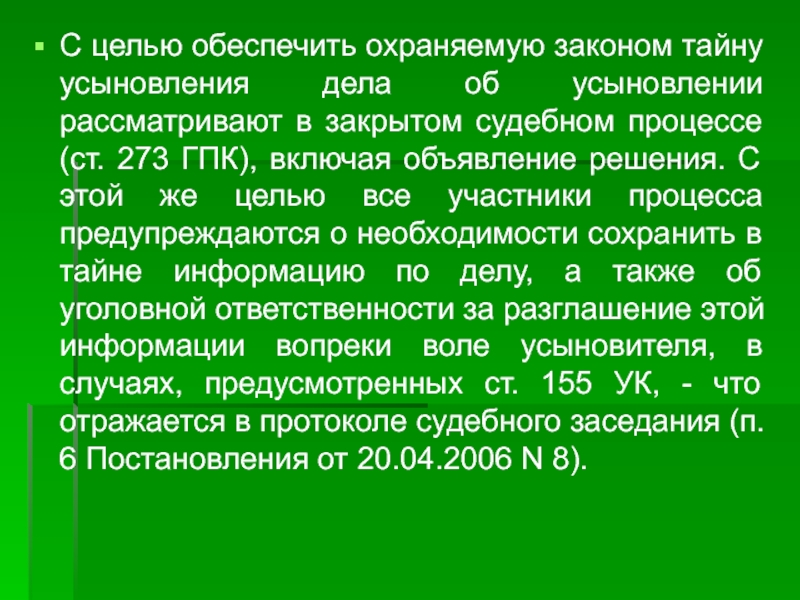 С целью обеспечить охраняемую законом тайну
усыновления дела об усыновлении
рассматривают в закрытом судебном процессе
(ст. 273 ГПК), включая объявление решения. С
этой же целью все участники процесса
предупреждаются о необходимости сохранить в
тайне информацию по делу, а также об
уголовной ответственности за разглашение этой
информации вопреки воле усыновителя, в
случаях, предусмотренных ст. 155 УК, - что
отражается в протоколе судебного заседания (п.
6 Постановления от 20.04.2006 N 8).